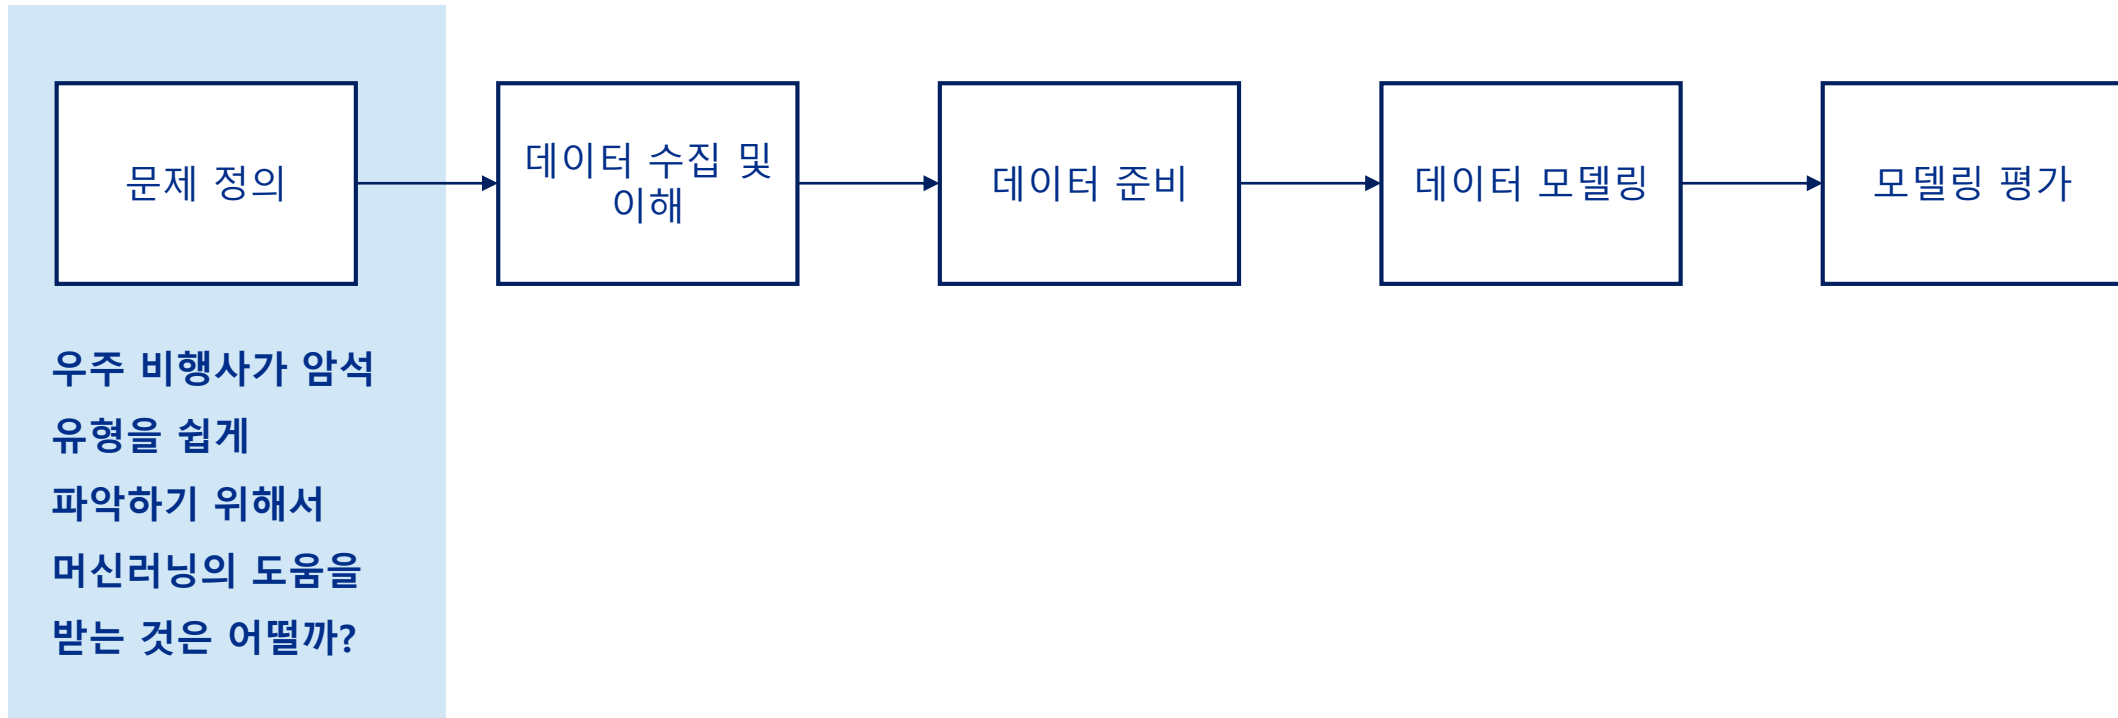 문제 정의
데이터 수집 및
이해
데이터 준비
데이터 모델링
모델링 평가
우주 비행사가 암석
유형을 쉽게
파악하기 위해서
머신러닝의 도움을
받는 것은 어떨까?